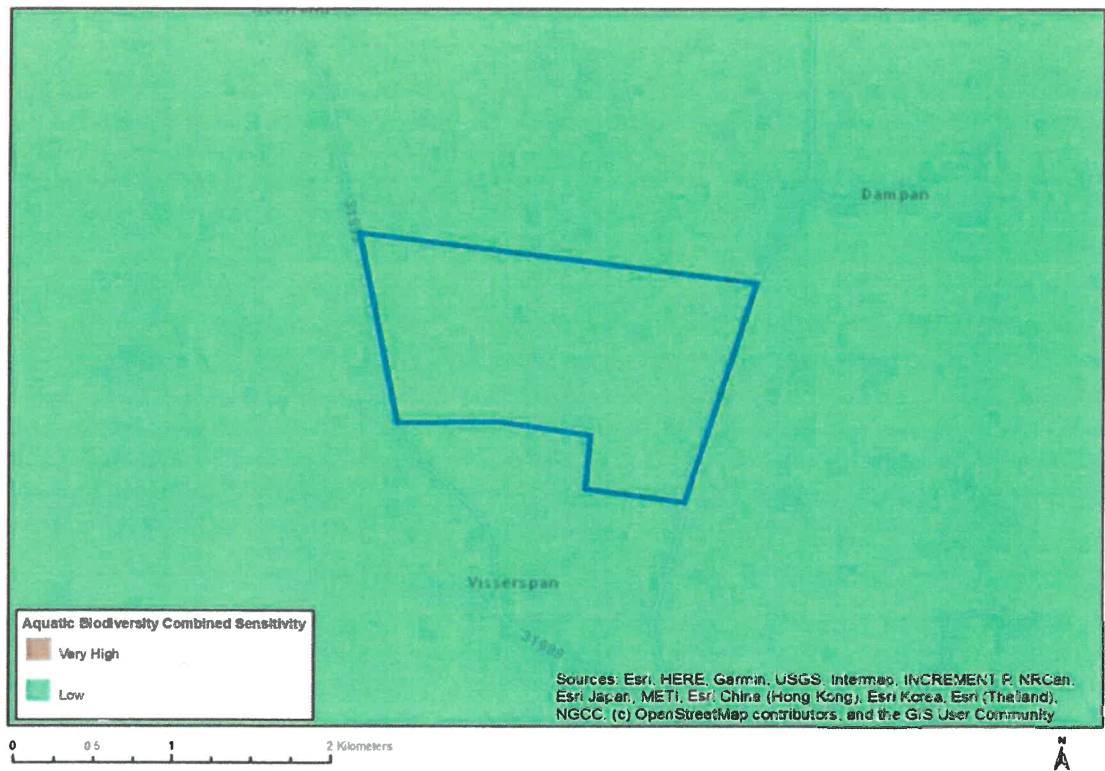 Dampan
Visserspan
Aquatic Biodiversity Combined Sensitivity
Very High
Low
Sources: Esri, HERE, Garmin, USGS, Intermap, INCREMENT P, NRCan,
Esri Japan, METI, Esri China (Hong Kong), Esri Korea, Esri (Thailand),
NGCC, (c) OpenStreetMap contributors, and the GIS User Community
0 0.5 1 2 Kilometers
N